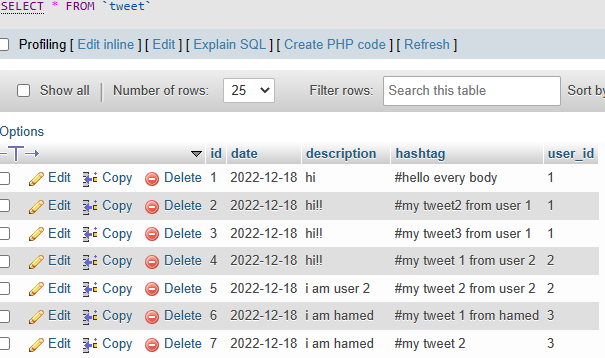 SELECT * FROM `tweet`
Profiling [ Edit inline ] [ Edit ] [ Explain SQL ] [ Create PHP code ] [ Refresh ]
Show all Number of rows: 25 Filter rows: Search this table Sort by
Options
id date description hashtag user_id
Edit Copy Delete 1 2022-12-18 hi #hello every body 1
Edit Copy Delete 2 2022-12-18 hi!! #my tweet2 from user 1 1
Edit Copy Delete 3 2022-12-18 hi!! #my tweet3 from user 1 1
Edit Copy Delete 4 2022-12-18 hi!! #my tweet 1 from user 2 2
Edit Copy Delete 5 2022-12-18 i am user 2 #my tweet 2 from user 2 2
Edit Copy Delete 6 2022-12-18 i am hamed #my tweet 1 from hamed 3
Edit Copy Delete 7 2022-12-18 i am hamed #my tweet 2 3